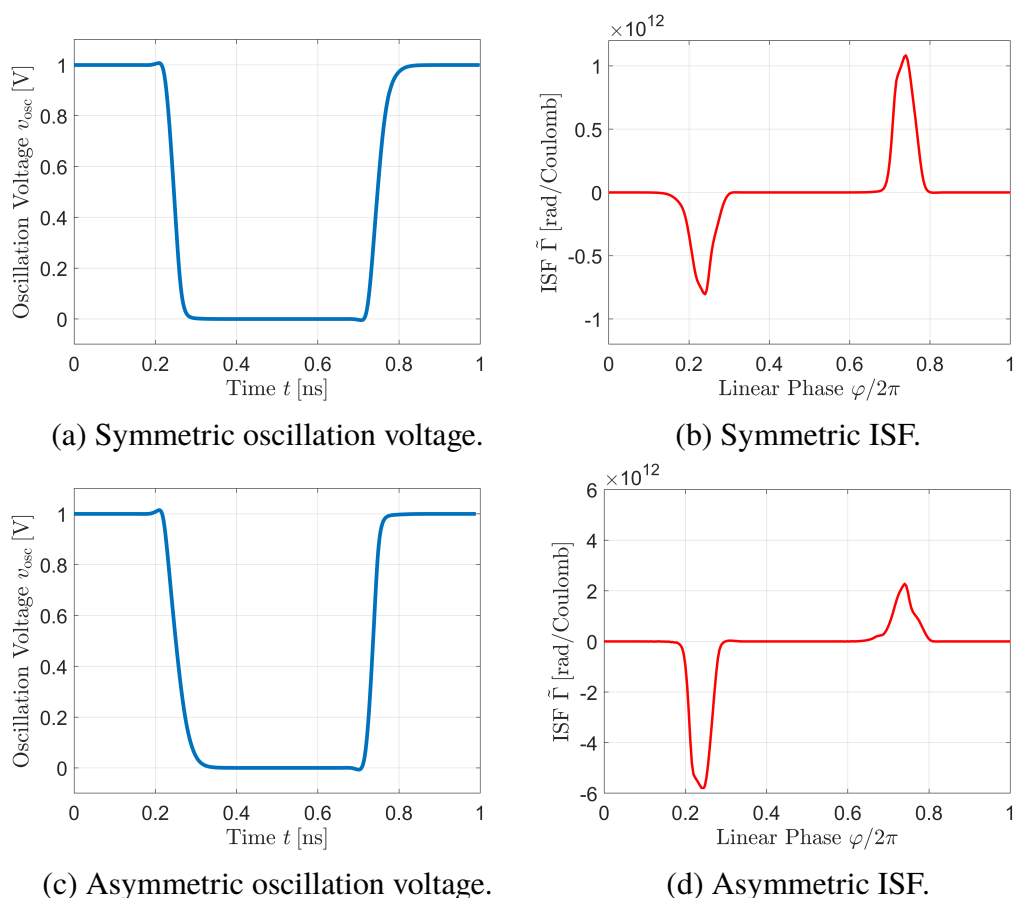 ×10¹²
Oscillation Voltage v_osc [V]
1
0.8
0.6
0.4
0.2
0
0 0.2 0.4 0.6 0.8 1
Time t [ns]
ISF Γ̃ [rad/Coulomb]
1
0.5
0
-0.5
-1
0 0.2 0.4 0.6 0.8 1
Linear Phase φ/2π
(a) Symmetric oscillation voltage.
(b) Symmetric ISF.
×10¹²
Oscillation Voltage v_osc [V]
1
0.8
0.6
0.4
0.2
0
0 0.2 0.4 0.6 0.8 1
Time t [ns]
ISF Γ̃ [rad/Coulomb]
6
4
2
0
-2
-4
-6
0 0.2 0.4 0.6 0.8 1
Linear Phase φ/2π
(c) Asymmetric oscillation voltage.
(d) Asymmetric ISF.